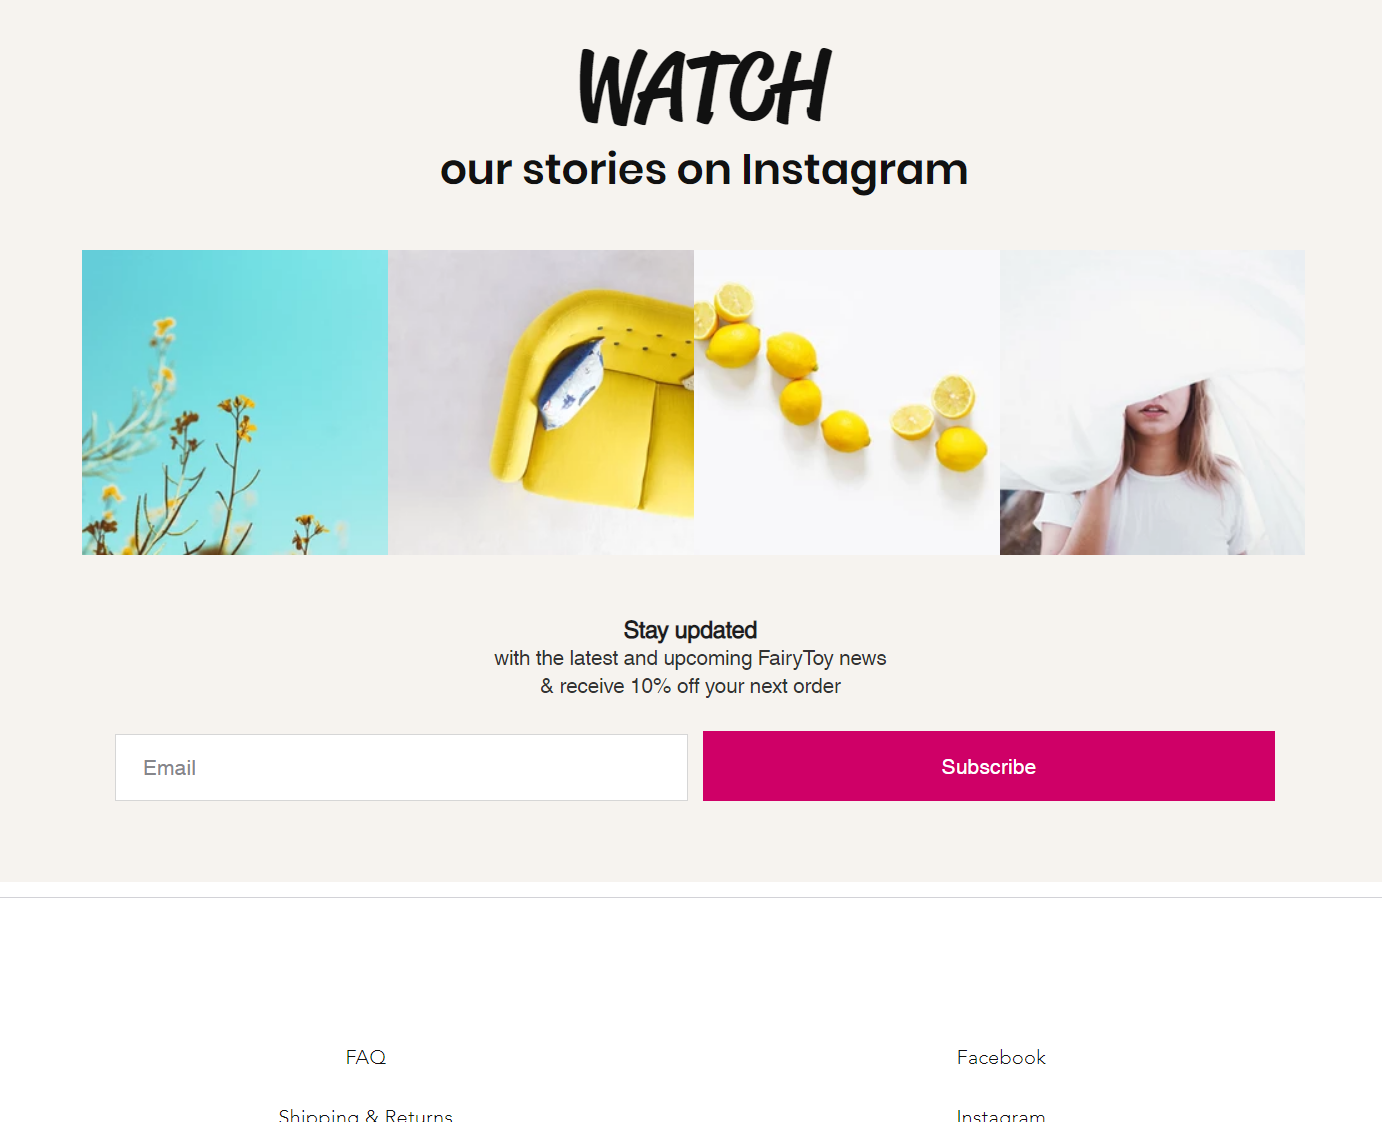 WATCH
our stories on Instagram
Stay updated
with the latest and upcoming FairyToy news
& receive 10% off your next order
Email
Subscribe
FAQ
Facebook
Shipping & Returns
Instagram